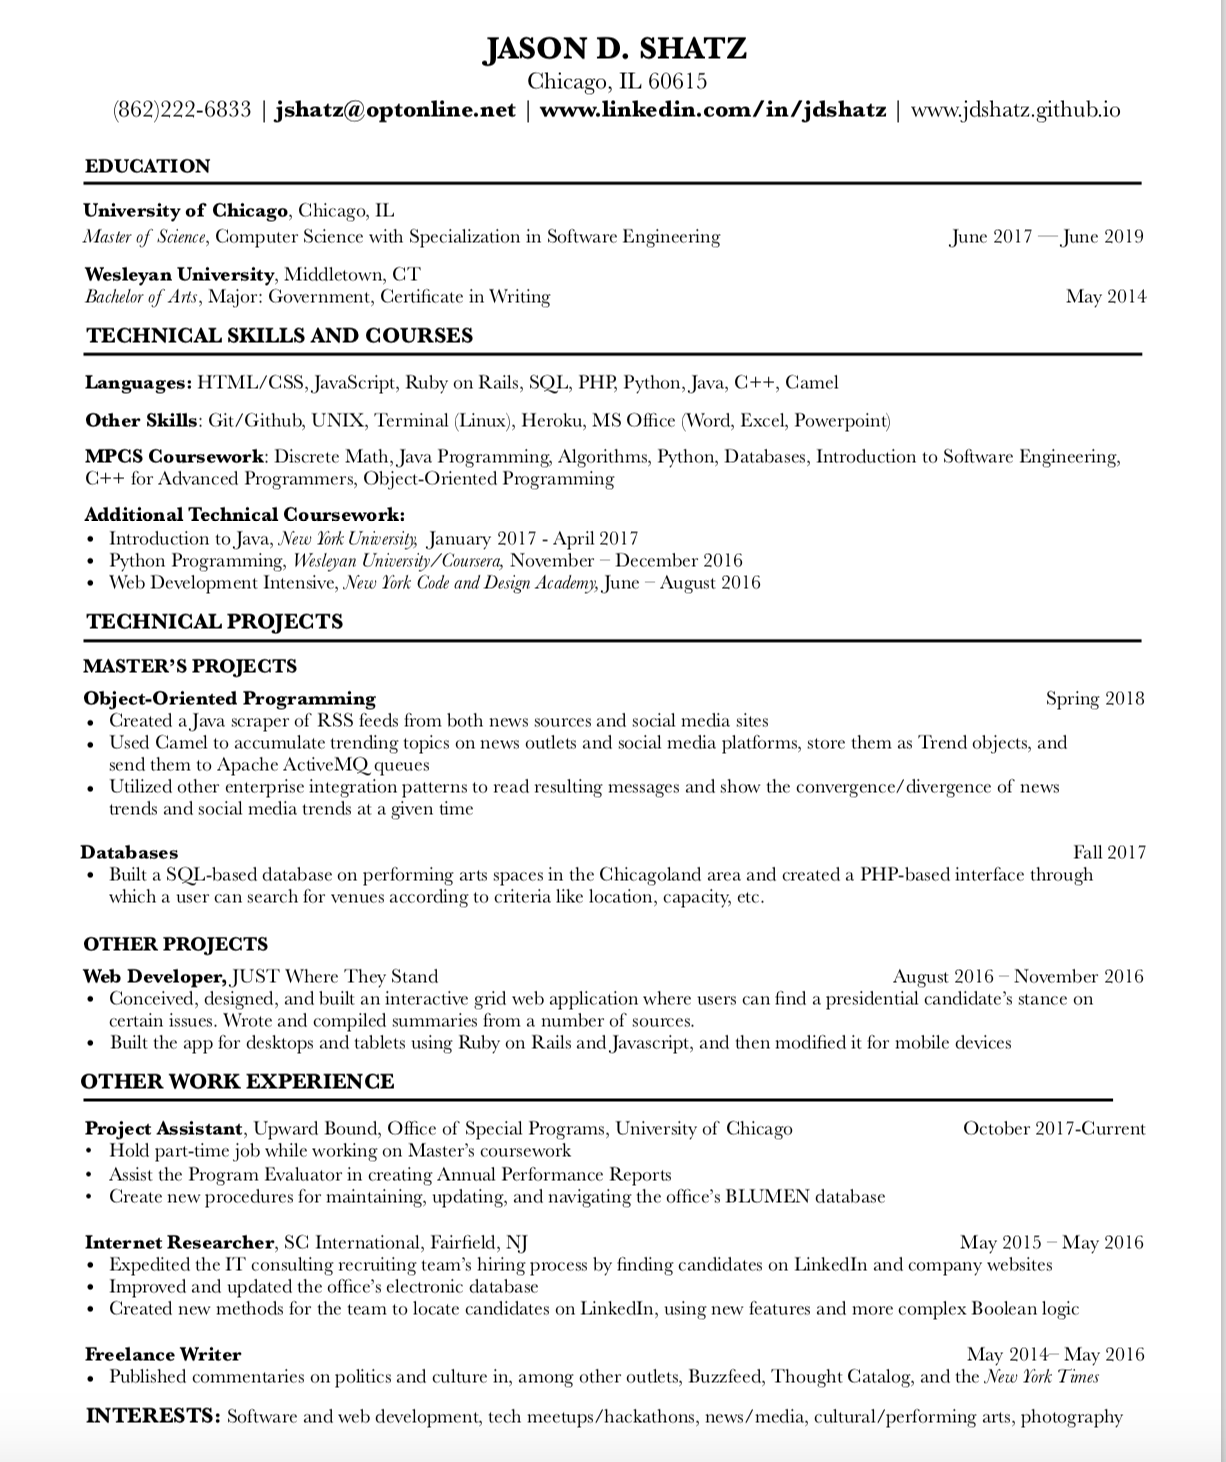 JASON D. SHATZ
Chicago, IL 60615
(862)222-6833 | jshatz@optonline.net | www.linkedin.com/in/jdshatz | www.jdshatz.github.io
EDUCATION
University of Chicago, Chicago, IL
Master of Science, Computer Science with Specialization in Software Engineering June 2017 — June 2019
Wesleyan University, Middletown, CT
Bachelor of Arts, Major: Government, Certificate in Writing May 2014
TECHNICAL SKILLS AND COURSES
Languages: HTML/CSS, JavaScript, Ruby on Rails, SQL, PHP, Python, Java, C++, Camel
Other Skills: Git/Github, UNIX, Terminal (Linux), Heroku, MS Office (Word, Excel, Powerpoint)
MPCS Coursework: Discrete Math, Java Programming, Algorithms, Python, Databases, Introduction to Software Engineering,
C++ for Advanced Programmers, Object-Oriented Programming
Additional Technical Coursework:
• Introduction to Java, New York University, January 2017 - April 2017
• Python Programming, Wesleyan University/Coursera, November – December 2016
• Web Development Intensive, New York Code and Design Academy, June – August 2016
TECHNICAL PROJECTS
MASTER'S PROJECTS
Object-Oriented Programming Spring 2018
• Created a Java scraper of RSS feeds from both news sources and social media sites
• Used Camel to accumulate trending topics on news outlets and social media platforms, store them as Trend objects, and
send them to Apache ActiveMQ queues
• Utilized other enterprise integration patterns to read resulting messages and show the convergence/divergence of news
trends and social media trends at a given time
Databases Fall 2017
• Built a SQL-based database on performing arts spaces in the Chicagoland area and created a PHP-based interface through
which a user can search for venues according to criteria like location, capacity, etc.
OTHER PROJECTS
Web Developer, JUST Where They Stand August 2016 – November 2016
• Conceived, designed, and built an interactive grid web application where users can find a presidential candidate's stance on
certain issues. Wrote and compiled summaries from a number of sources.
• Built the app for desktops and tablets using Ruby on Rails and Javascript, and then modified it for mobile devices
OTHER WORK EXPERIENCE
Project Assistant, Upward Bound, Office of Special Programs, University of Chicago October 2017-Current
• Hold part-time job while working on Master's coursework
• Assist the Program Evaluator in creating Annual Performance Reports
• Create new procedures for maintaining, updating, and navigating the office's BLUMEN database
Internet Researcher, SC International, Fairfield, NJ May 2015 – May 2016
• Expedited the IT consulting recruiting team's hiring process by finding candidates on LinkedIn and company websites
• Improved and updated the office's electronic database
• Created new methods for the team to locate candidates on LinkedIn, using new features and more complex Boolean logic
Freelance Writer May 2014– May 2016
• Published commentaries on politics and culture in, among other outlets, Buzzfeed, Thought Catalog, and the New York Times
INTERESTS: Software and web development, tech meetups/hackathons, news/media, cultural/performing arts, photography